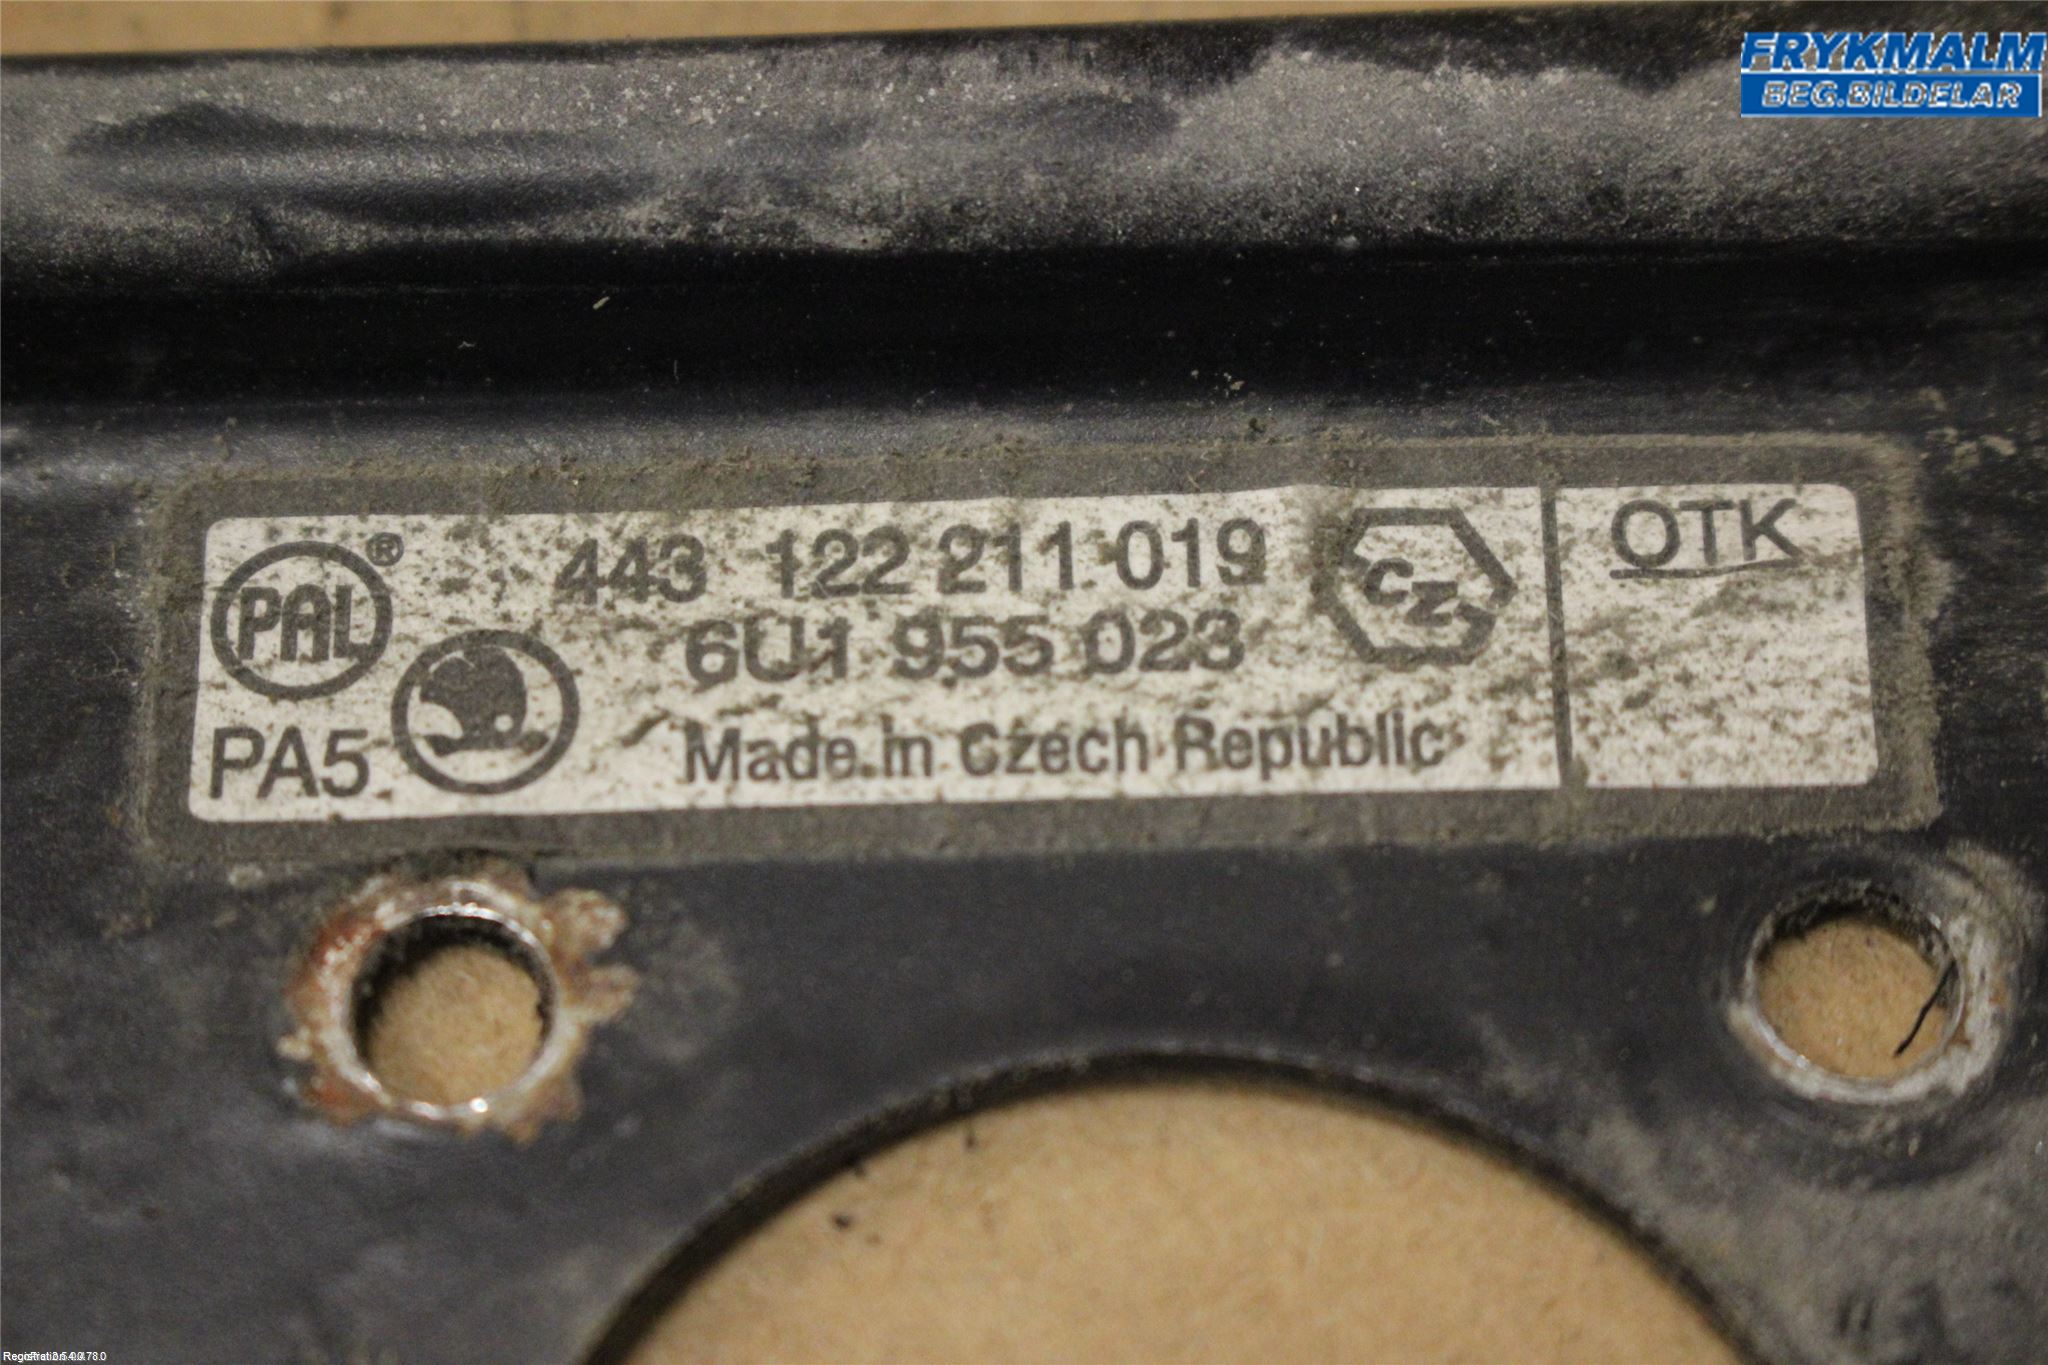 FRYKMALM
BEG.BILDELAR
PAL®
443 122 211 019
6U1 955 023
Made in Czech Republic
PA5
CZ
OTK